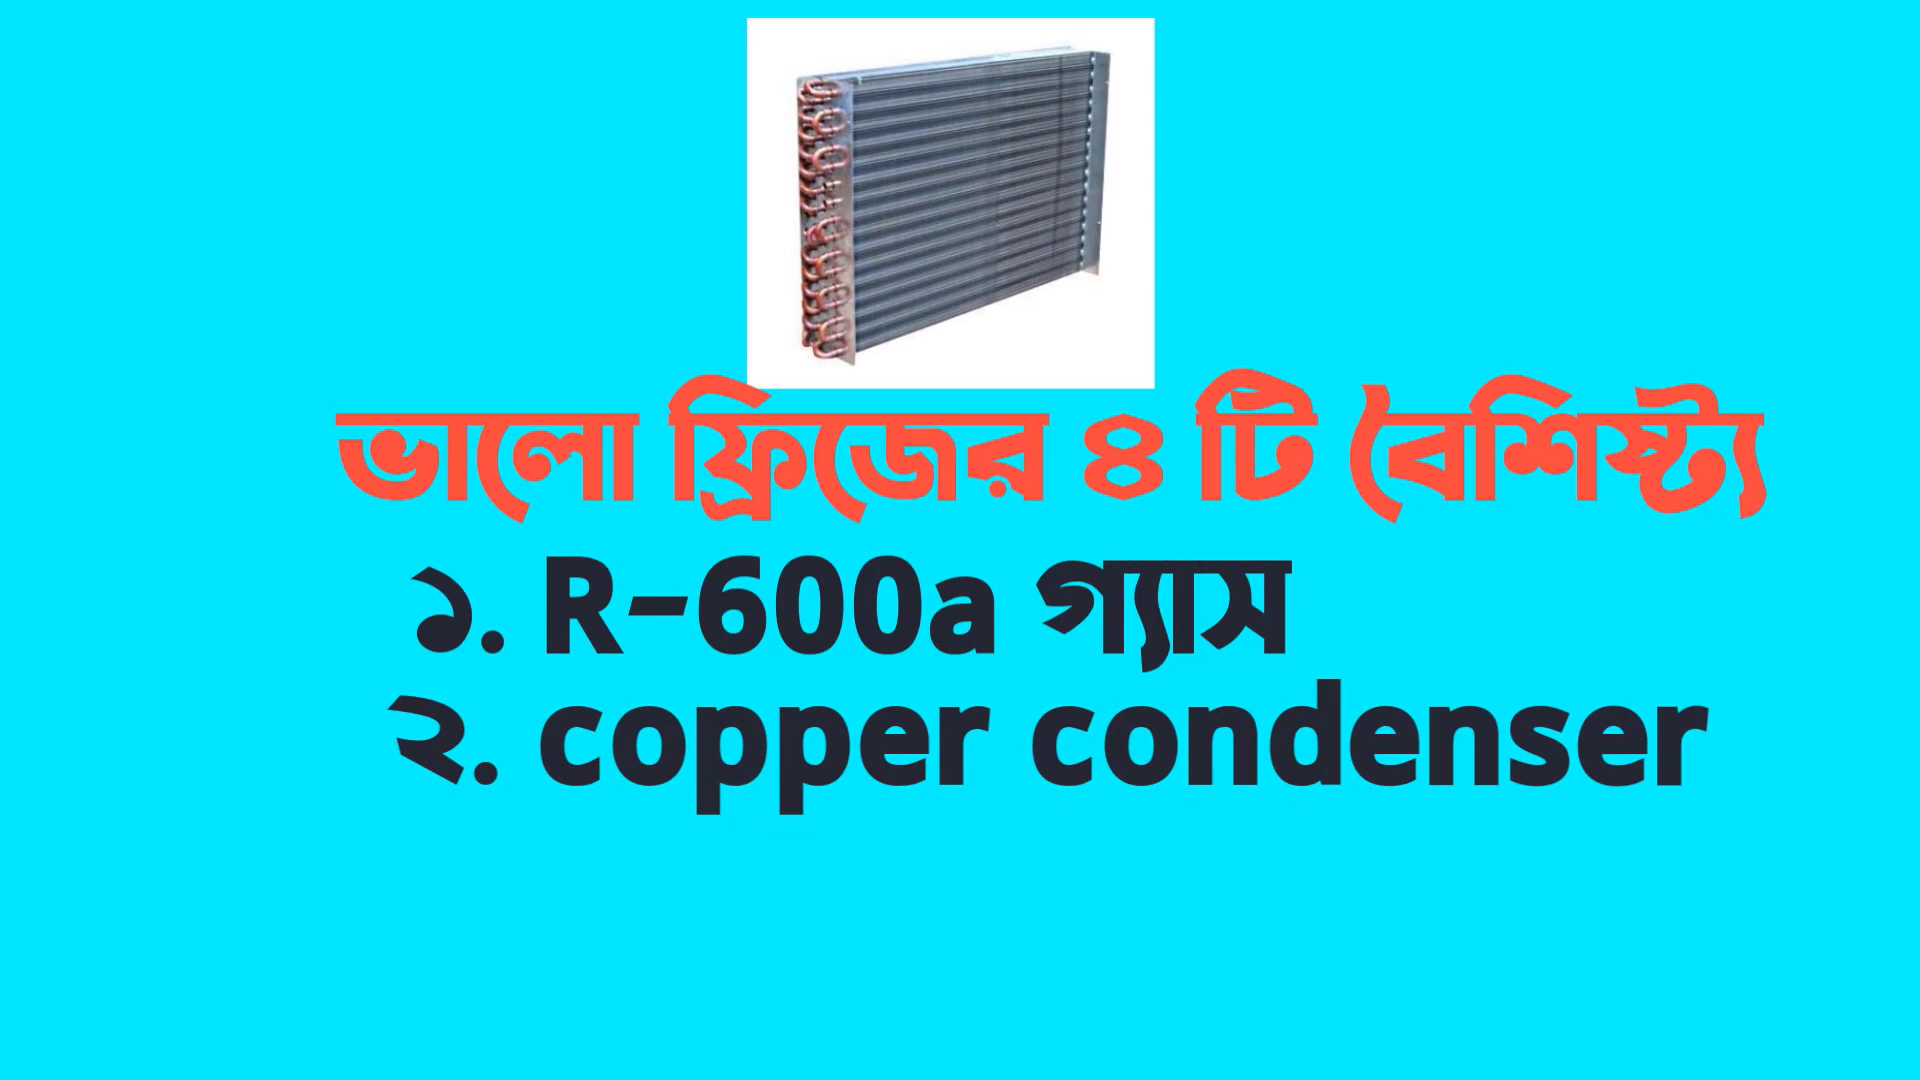 ভালো ফ্রিজের ৪ টি বৈশিষ্ট্য
১. R-600a গ্যাস
২. copper condenser